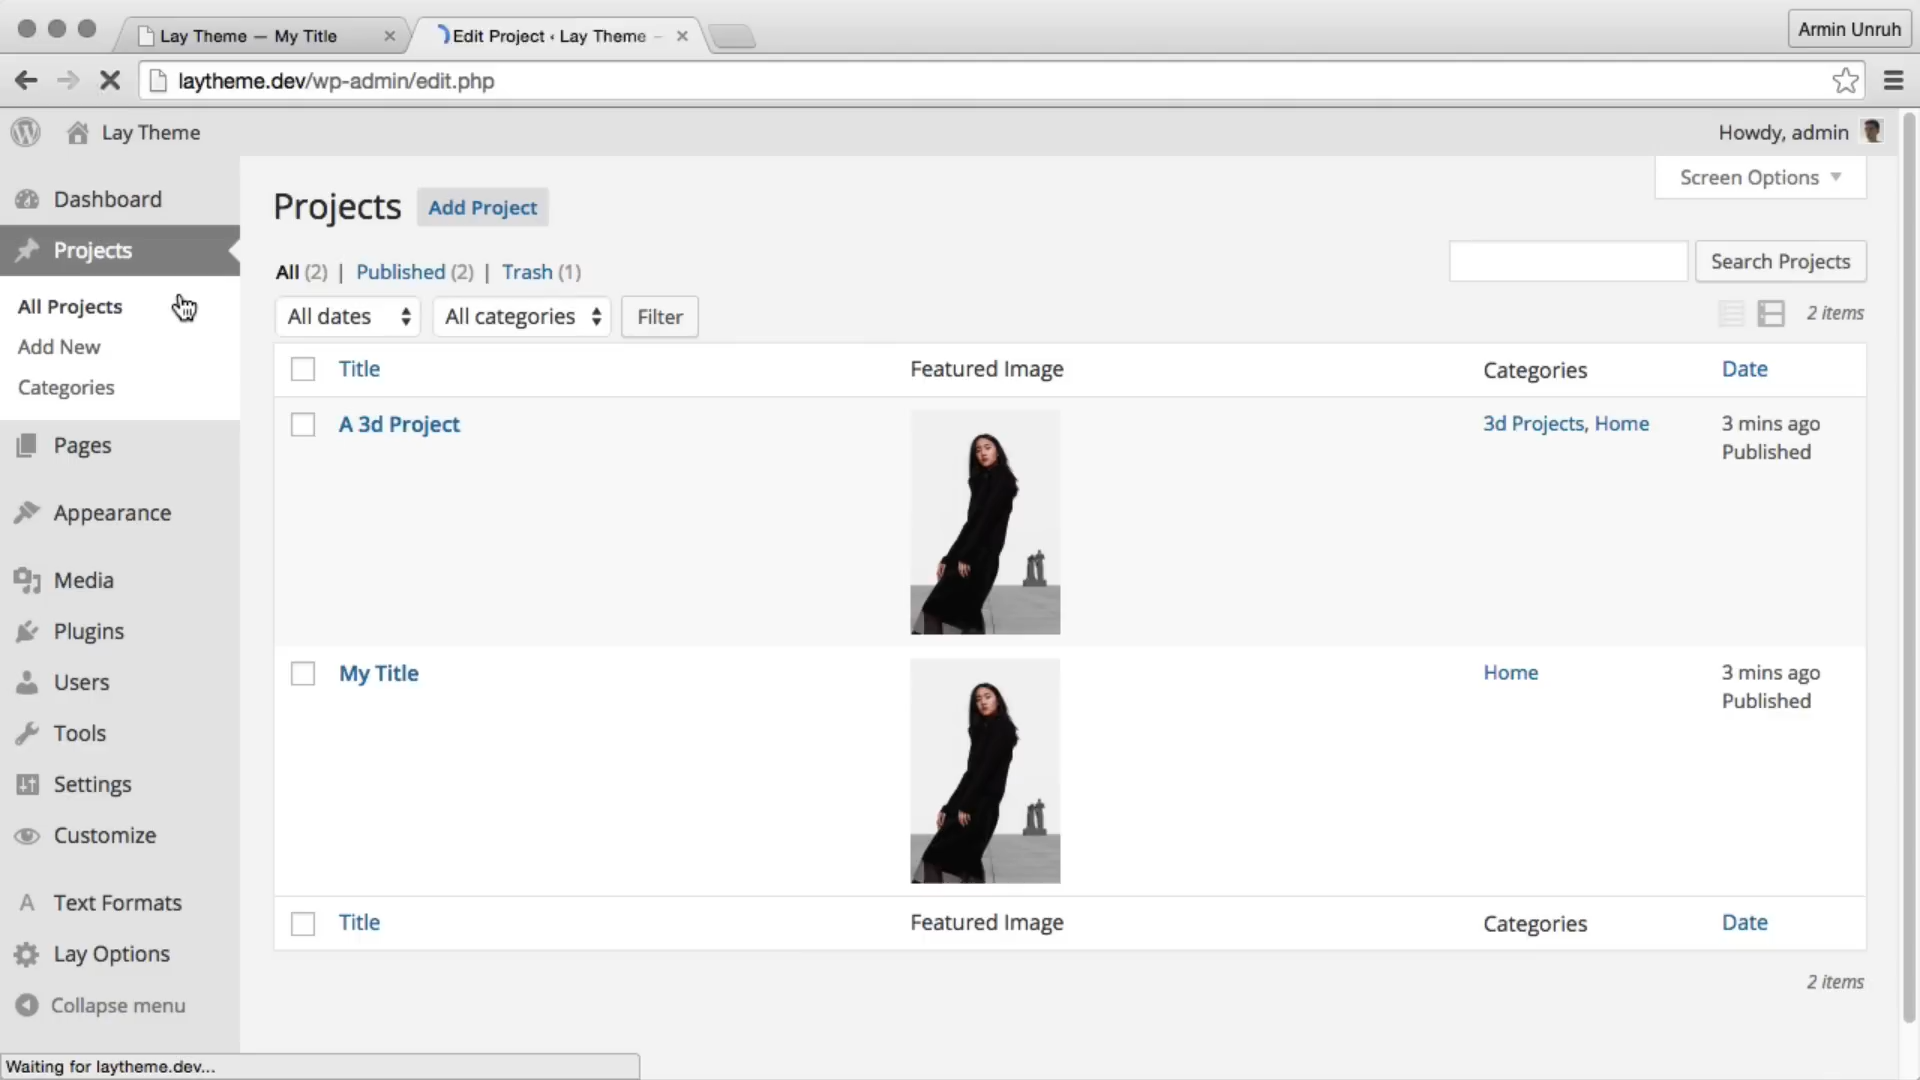 Lay Theme — My Title
Edit Project ‹ Lay Theme –
Armin Unruh
laytheme.dev/wp-admin/edit.php
Lay Theme
Howdy, admin
Dashboard
Projects
All Projects
Add New
Categories
Pages
Appearance
Media
Plugins
Users
Tools
Settings
Customize
Text Formats
Lay Options
Collapse menu
Projects
Add Project
Screen Options
All (2) | Published (2) | Trash (1)
Search Projects
All dates
All categories
Filter
2 items
Title
Featured Image
Categories
Date
A 3d Project
3d Projects, Home
3 mins ago
Published
My Title
Home
3 mins ago
Published
Title
Featured Image
Categories
Date
2 items
Waiting for laytheme.dev...